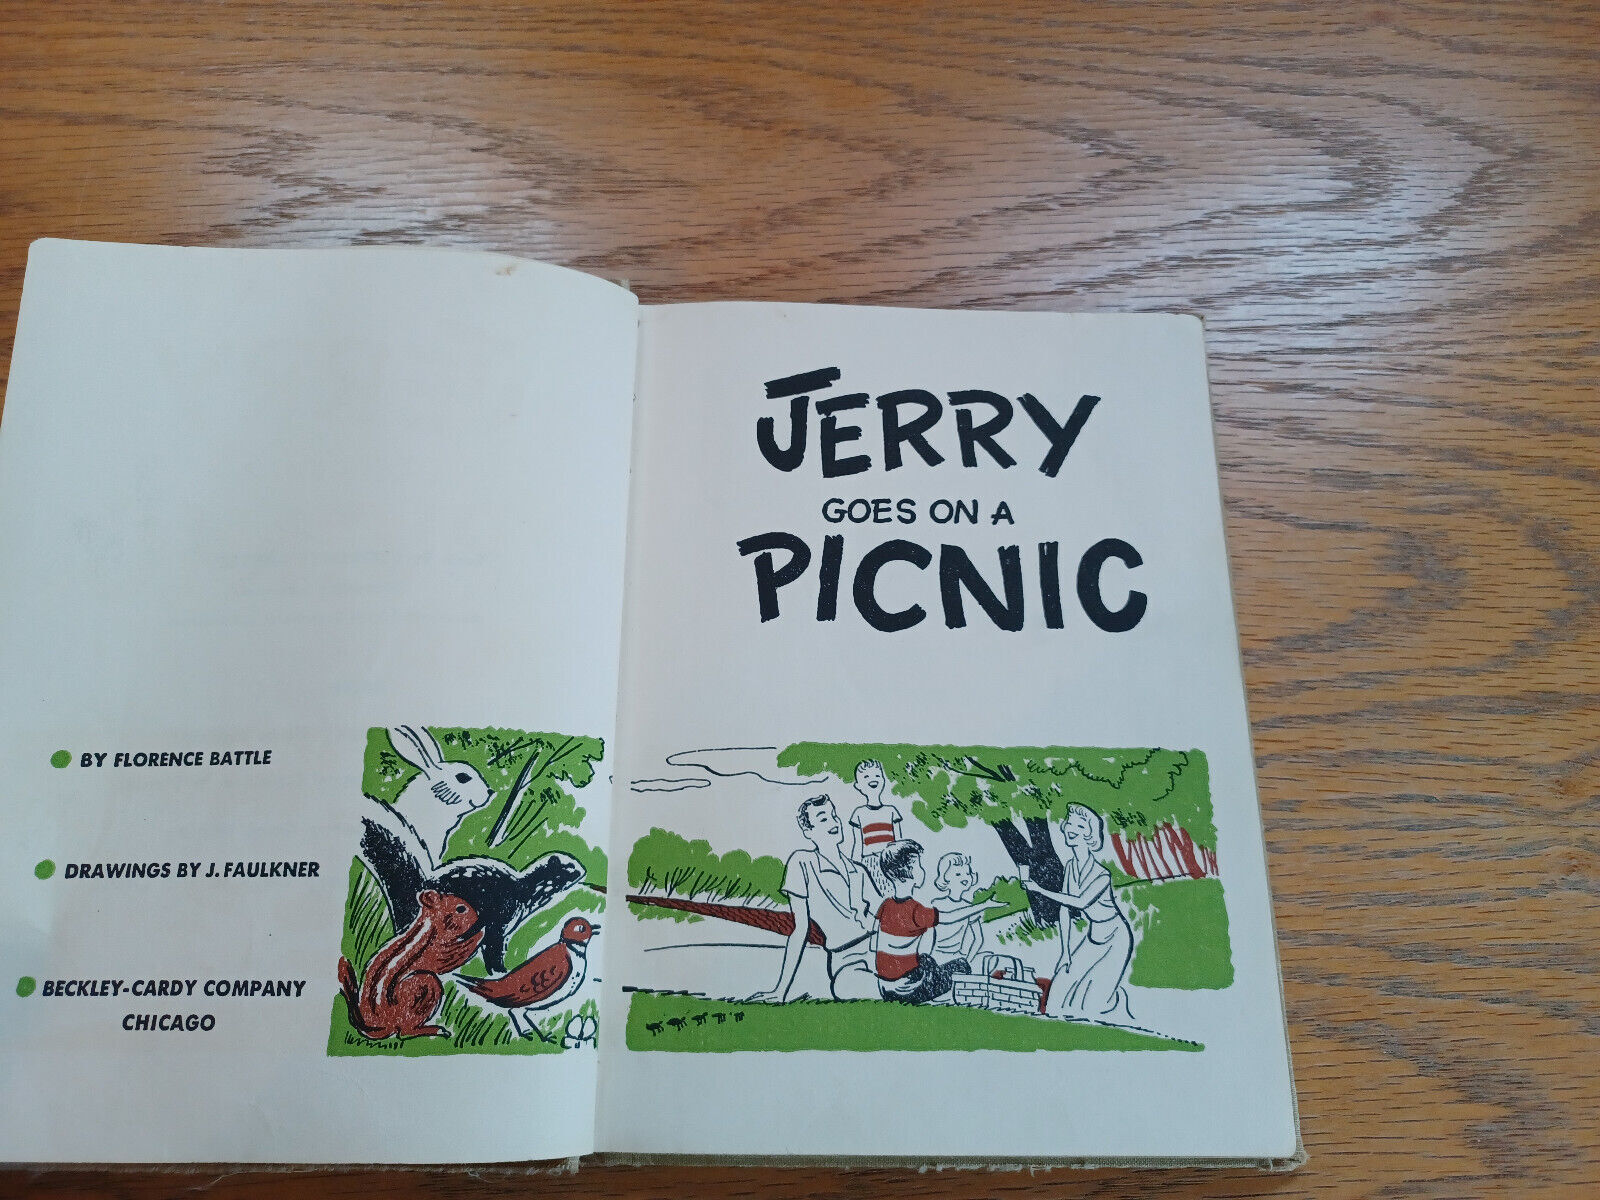 BY FLORENCE BATTLE
DRAWINGS BY J. FAULKNER
BECKLEY-CARDY COMPANY
CHICAGO
JERRY
GOES ON A
PICNIC